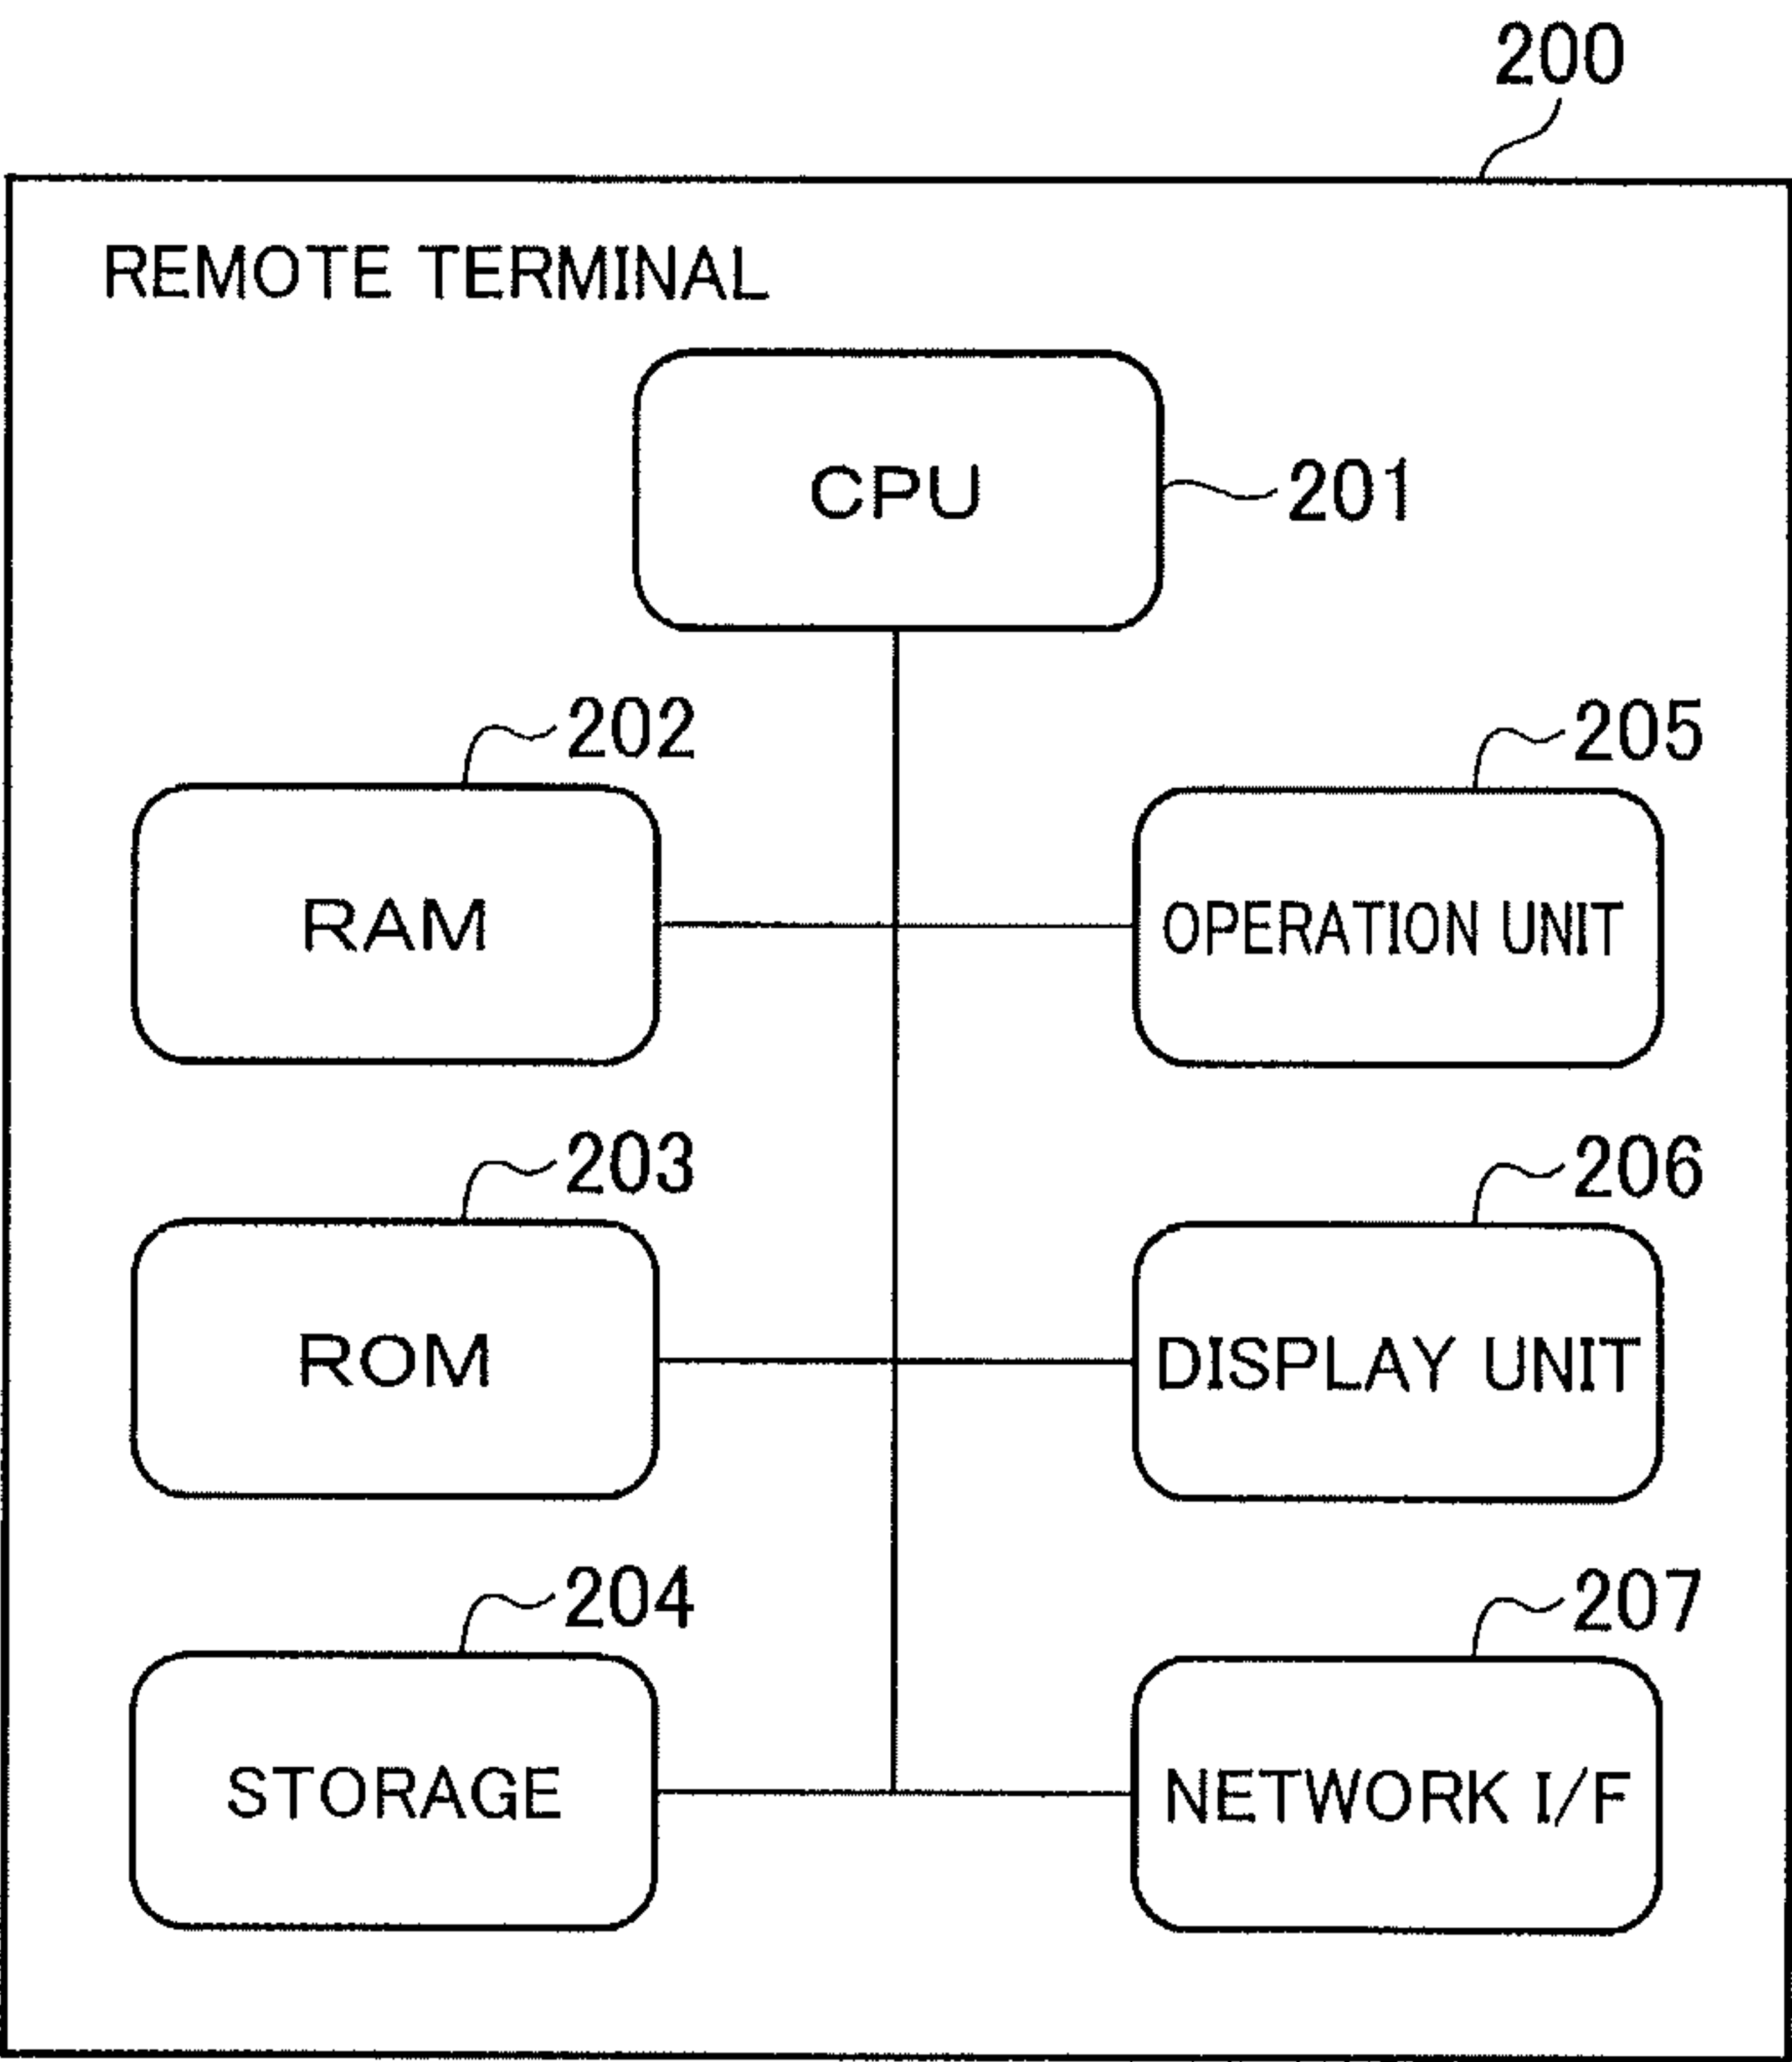 200
REMOTE TERMINAL
CPU
201
202
205
RAM
OPERATION UNIT
203
206
ROM
DISPLAY UNIT
204
207
STORAGE
NETWORK I/F